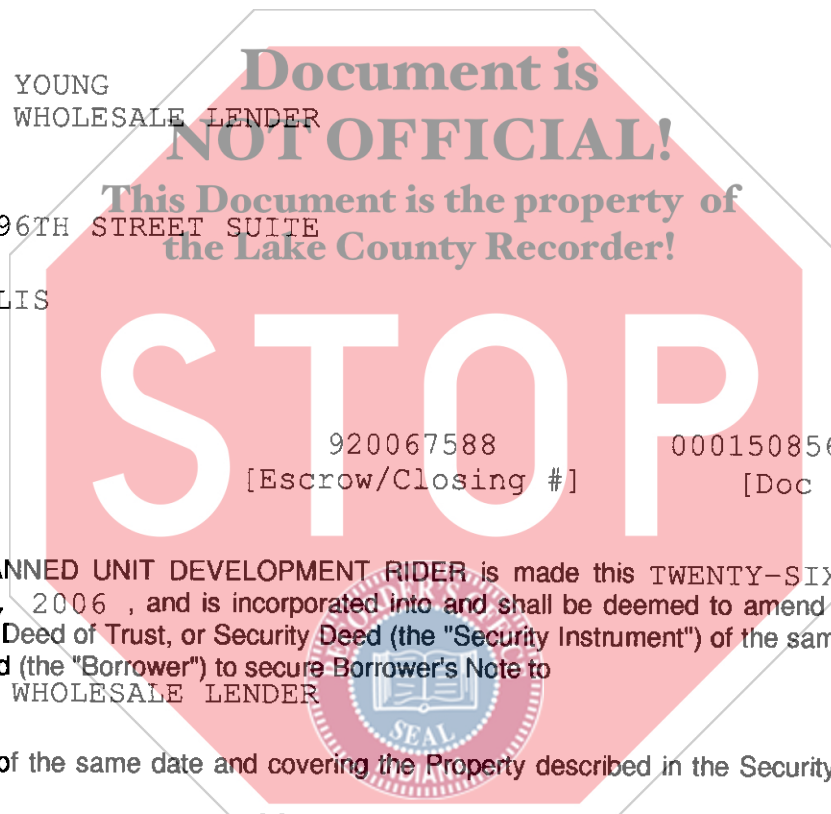 Document is
YOUNG
WHOLESALE LENDER
NOT OFFICIAL!
This Document is the property of
96TH STREET SUITE
the Lake County Recorder!
LIS
STOP
920067588 00015085
[Escrow/Closing #] [Doc
ANNED UNIT DEVELOPMENT RIDER is made this TWENTY-SIX
, 2006 , and is incorporated into and shall be deemed to amend
Deed of Trust, or Security Deed (the "Security Instrument") of the sam
d (the "Borrower") to secure Borrower's Note to
WHOLESALE LENDER
SEAL
of the same date and covering the Property described in the Security